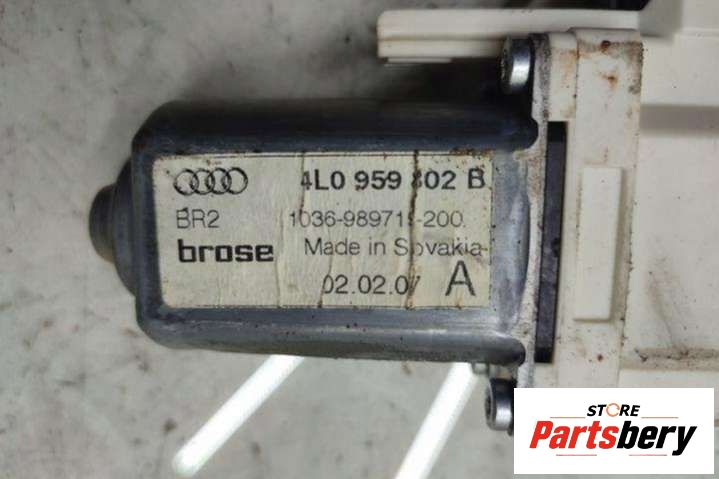 4L0 959 802 B
BR2
brose
Made in Slovakia
02.02.07 A
STORE
Partsbery